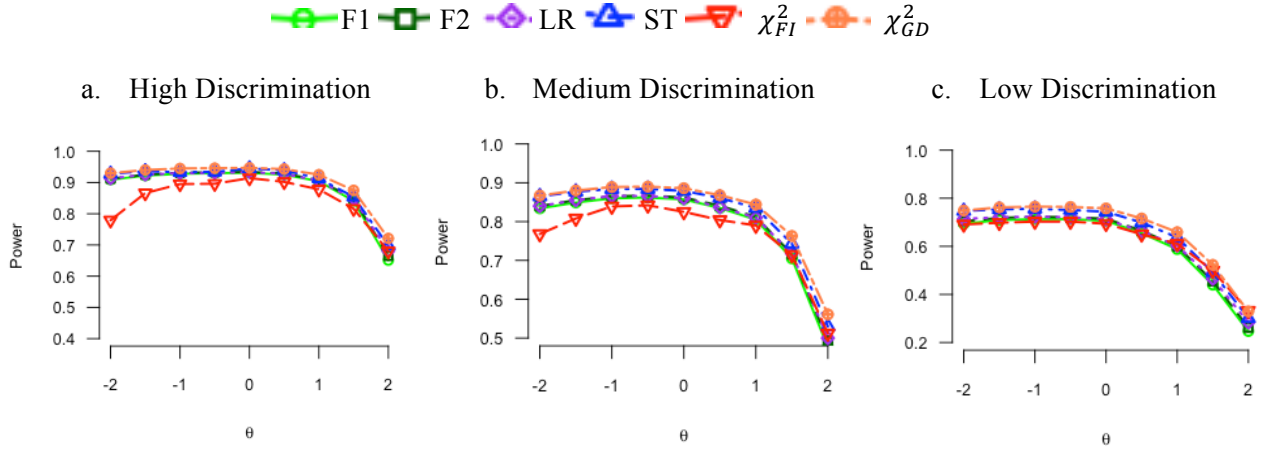 F1 F2 LR ST χ²_FI χ²_GD
a. High Discrimination
b. Medium Discrimination
c. Low Discrimination
Power
1.0
0.9
0.8
0.7
0.6
0.5
0.4
-2 -1 0 1 2
θ
Power
1.0
0.9
0.8
0.7
0.6
0.5
-2 -1 0 1 2
θ
Power
1.0
0.8
0.6
0.4
0.2
-2 -1 0 1 2
θ